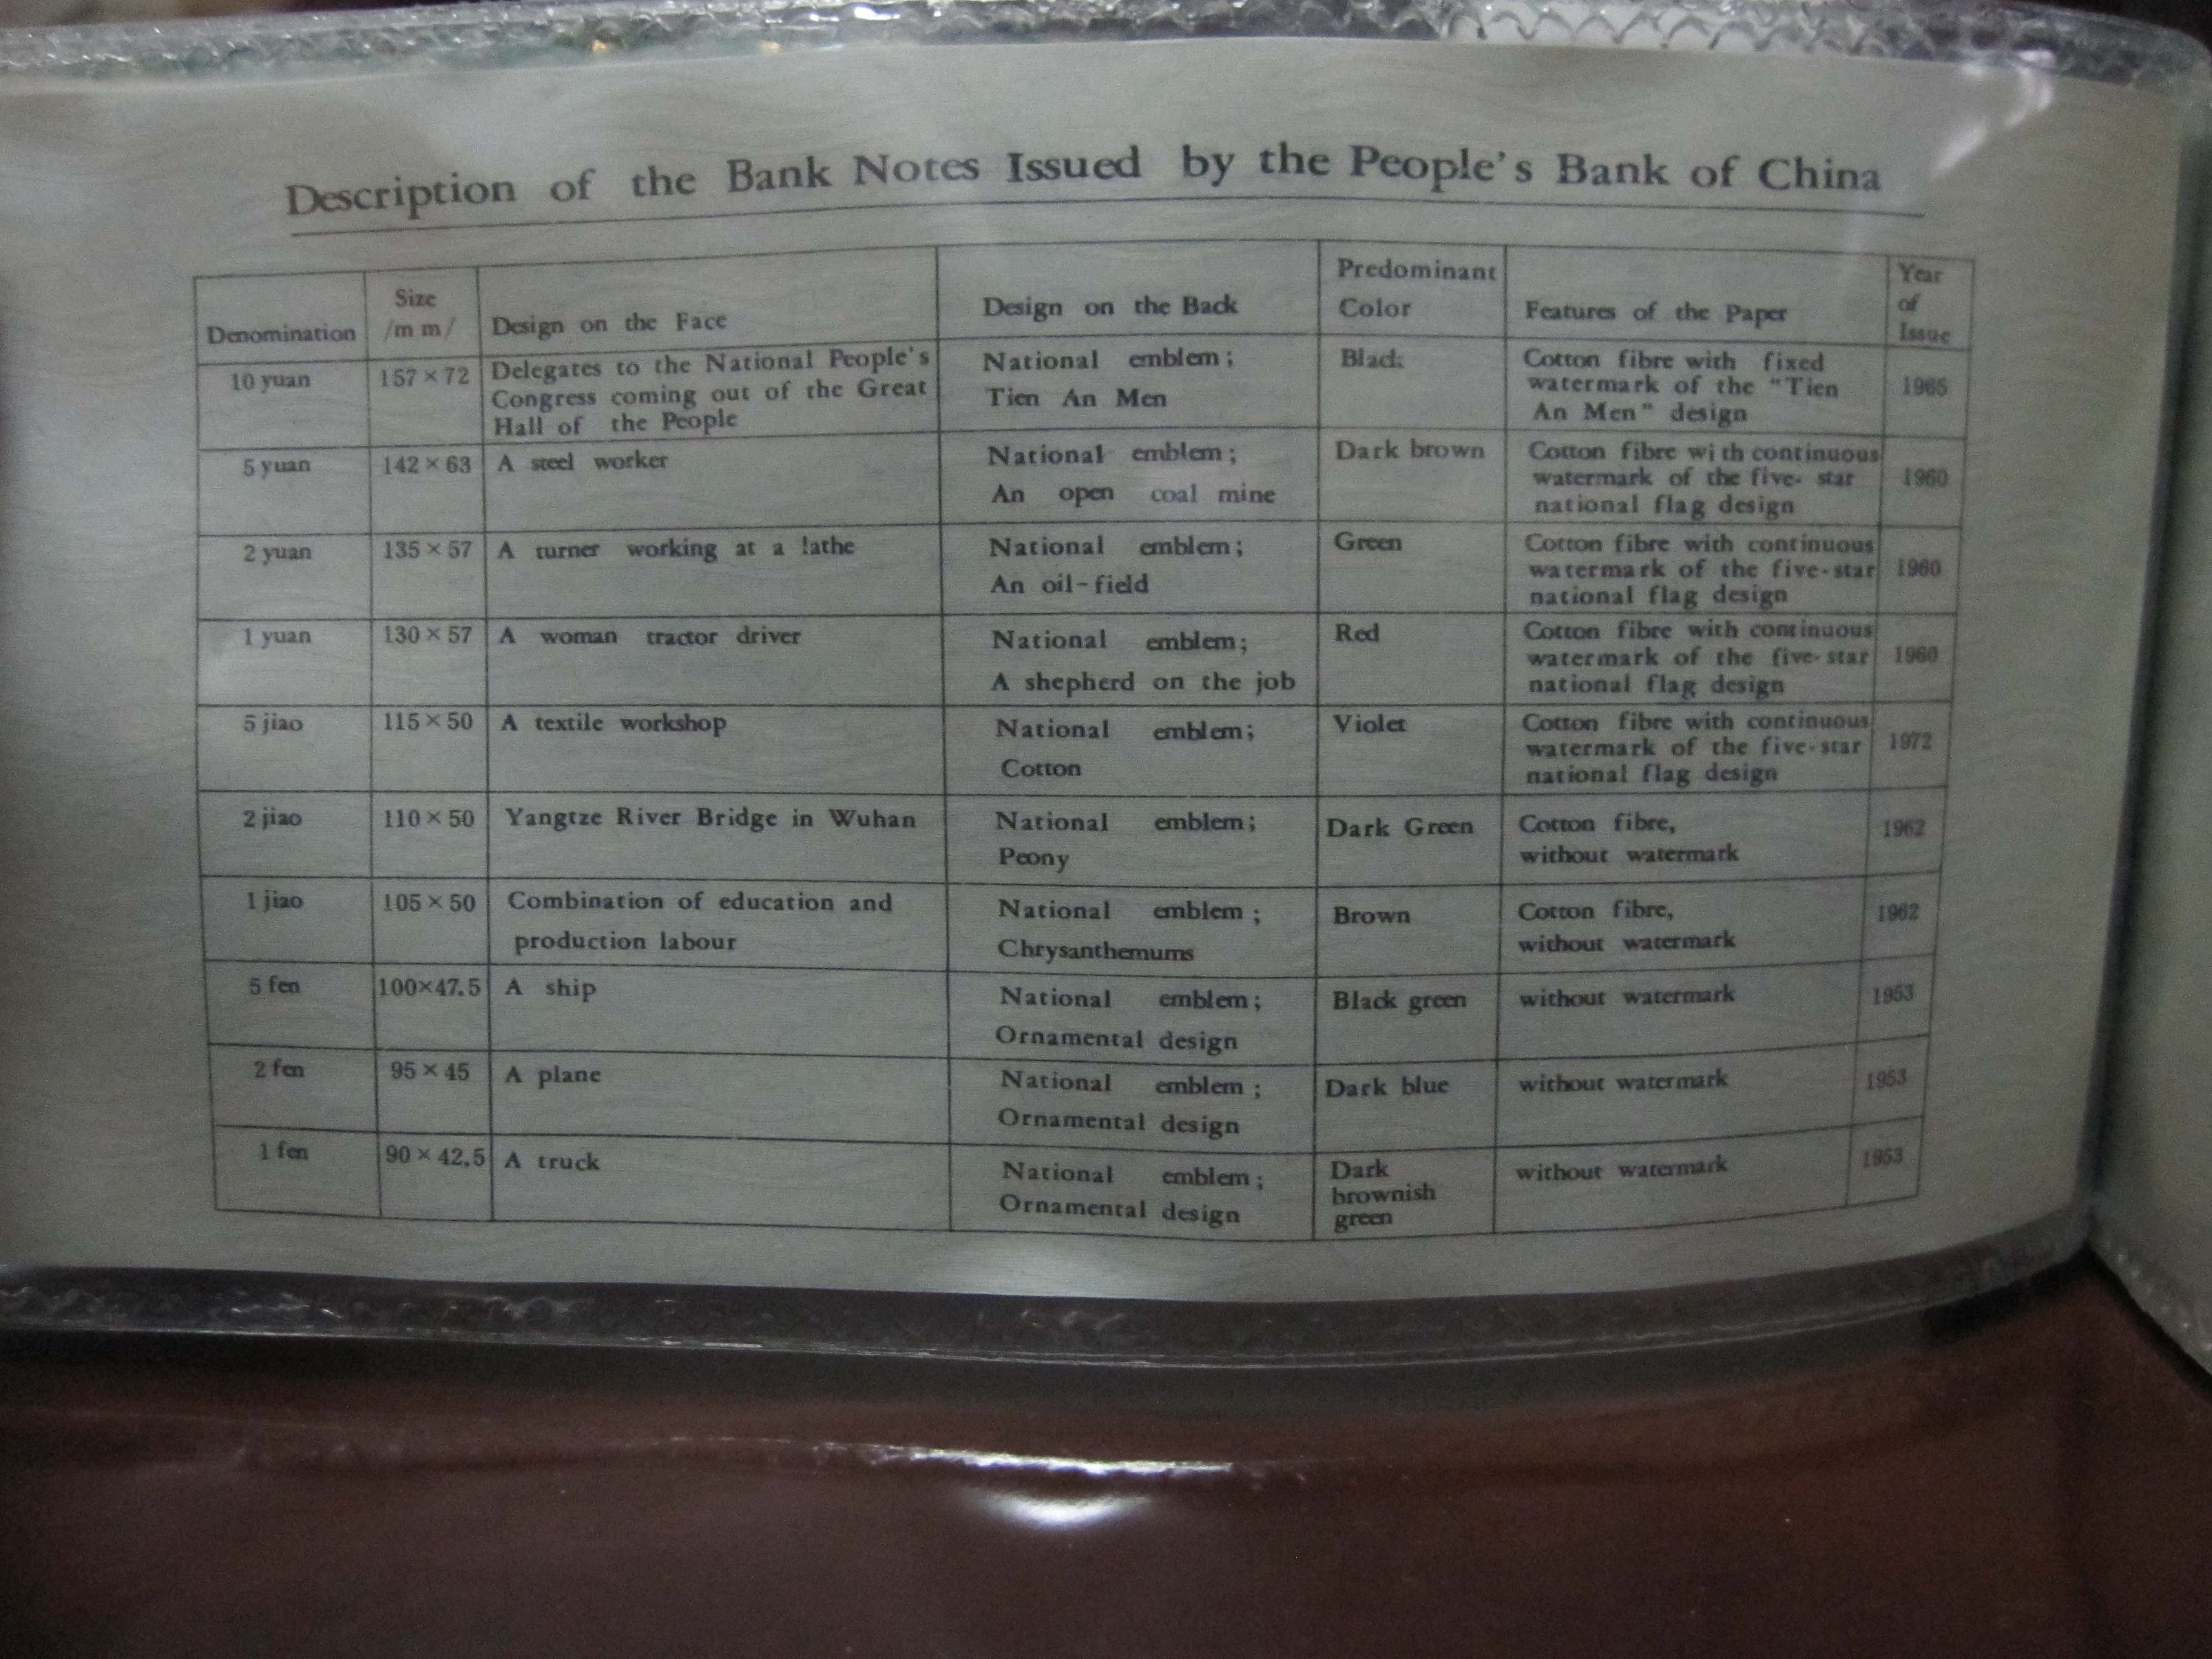 Description of the Bank Notes Issued by the People's Bank of China
Denomination
Size
/mm/
Design on the Face
Design on the Back
Predominant
Color
Features of the Paper
Year
of
Issue
10 yuan
157×72
Delegates to the National People's
Congress coming out of the Great
Hall of the People
National emblem;
Tien An Men
Black
Cotton fibre with fixed
watermark of the "Tien
An Men" design
1965
5 yuan
142×63
A steel worker
National emblem;
An open coal mine
Dark brown
Cotton fibre with continuous
watermark of the five-star
national flag design
1960
2 yuan
135×57
A turner working at a lathe
National emblem;
An oil-field
Green
Cotton fibre with continuous
watermark of the five-star
national flag design
1960
1 yuan
130×57
A woman tractor driver
National emblem;
A shepherd on the job
Red
Cotton fibre with continuous
watermark of the five-star
national flag design
1960
5 jiao
115×50
A textile workshop
National emblem;
Cotton
Violet
Cotton fibre with continuous
watermark of the five-star
national flag design
1972
2 jiao
110×50
Yangtze River Bridge in Wuhan
National emblem;
Peony
Dark Green
Cotton fibre,
without watermark
1962
1 jiao
105×50
Combination of education and
production labour
National emblem;
Chrysanthemums
Brown
Cotton fibre,
without watermark
1962
5 fen
100×47.5
A ship
National emblem;
Ornamental design
Black green
without watermark
1953
2 fen
95×45
A plane
National emblem;
Ornamental design
Dark blue
without watermark
1953
1 fen
90×42.5
A truck
National emblem;
Ornamental design
Dark
brownish
green
without watermark
1953